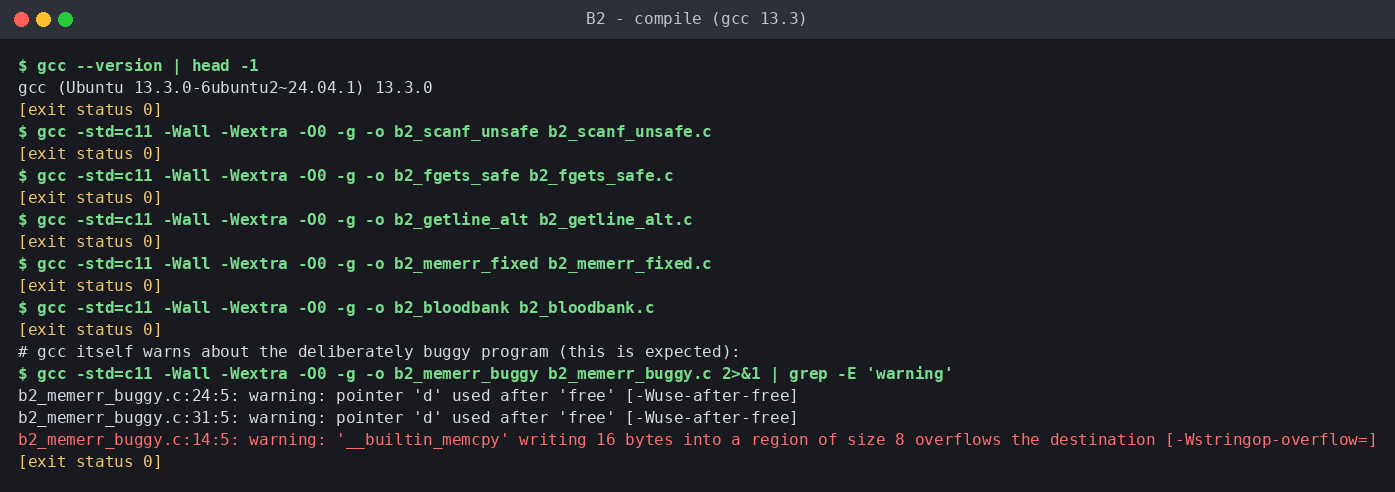 B2 - compile (gcc 13.3)
$ gcc --version | head -1
gcc (Ubuntu 13.3.0-6ubuntu2~24.04.1) 13.3.0
[exit status 0]
$ gcc -std=c11 -Wall -Wextra -O0 -g -o b2_scanf_unsafe b2_scanf_unsafe.c
[exit status 0]
$ gcc -std=c11 -Wall -Wextra -O0 -g -o b2_fgets_safe b2_fgets_safe.c
[exit status 0]
$ gcc -std=c11 -Wall -Wextra -O0 -g -o b2_getline_alt b2_getline_alt.c
[exit status 0]
$ gcc -std=c11 -Wall -Wextra -O0 -g -o b2_memerr_fixed b2_memerr_fixed.c
[exit status 0]
$ gcc -std=c11 -Wall -Wextra -O0 -g -o b2_bloodbank b2_bloodbank.c
[exit status 0]
# gcc itself warns about the deliberately buggy program (this is expected):
$ gcc -std=c11 -Wall -Wextra -O0 -g -o b2_memerr_buggy b2_memerr_buggy.c 2>&1 | grep -E 'warning'
b2_memerr_buggy.c:24:5: warning: pointer 'd' used after 'free' [-Wuse-after-free]
b2_memerr_buggy.c:31:5: warning: pointer 'd' used after 'free' [-Wuse-after-free]
b2_memerr_buggy.c:14:5: warning: '__builtin_memcpy' writing 16 bytes into a region of size 8 overflows the destination [-Wstringop-overflow=]
[exit status 0]